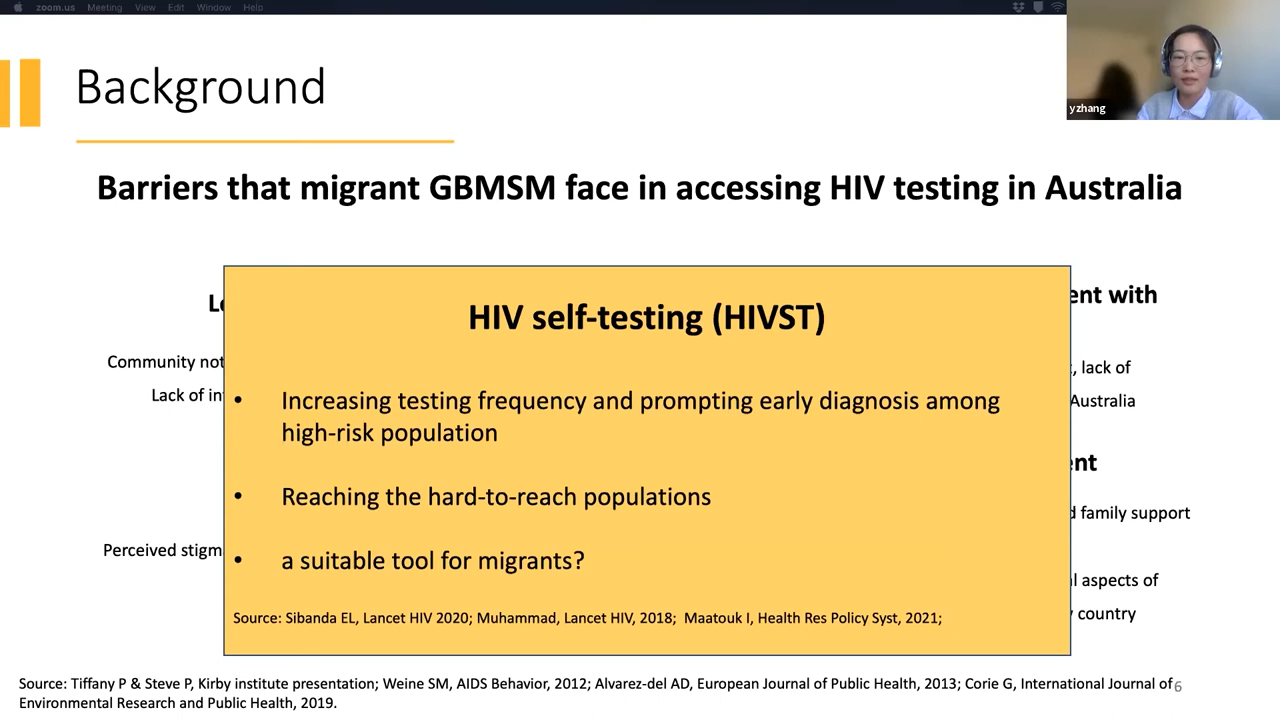 zoom.us Meeting View Edit Window Help
yzhang
Background
Barriers that migrant GBMSM face in accessing HIV testing in Australia
ent with
Community not
, lack of
Lack of in
Australia
ent
d family support
Perceived stigm
l aspects of
country
HIV self-testing (HIVST)
• Increasing testing frequency and prompting early diagnosis among
high-risk population
• Reaching the hard-to-reach populations
• a suitable tool for migrants?
Source: Sibanda EL, Lancet HIV 2020; Muhammad, Lancet HIV, 2018; Maatouk I, Health Res Policy Syst, 2021;
Source: Tiffany P & Steve P, Kirby institute presentation; Weine SM, AIDS Behavior, 2012; Alvarez-del AD, European Journal of Public Health, 2013; Corie G, International Journal of
Environmental Research and Public Health, 2019.
6